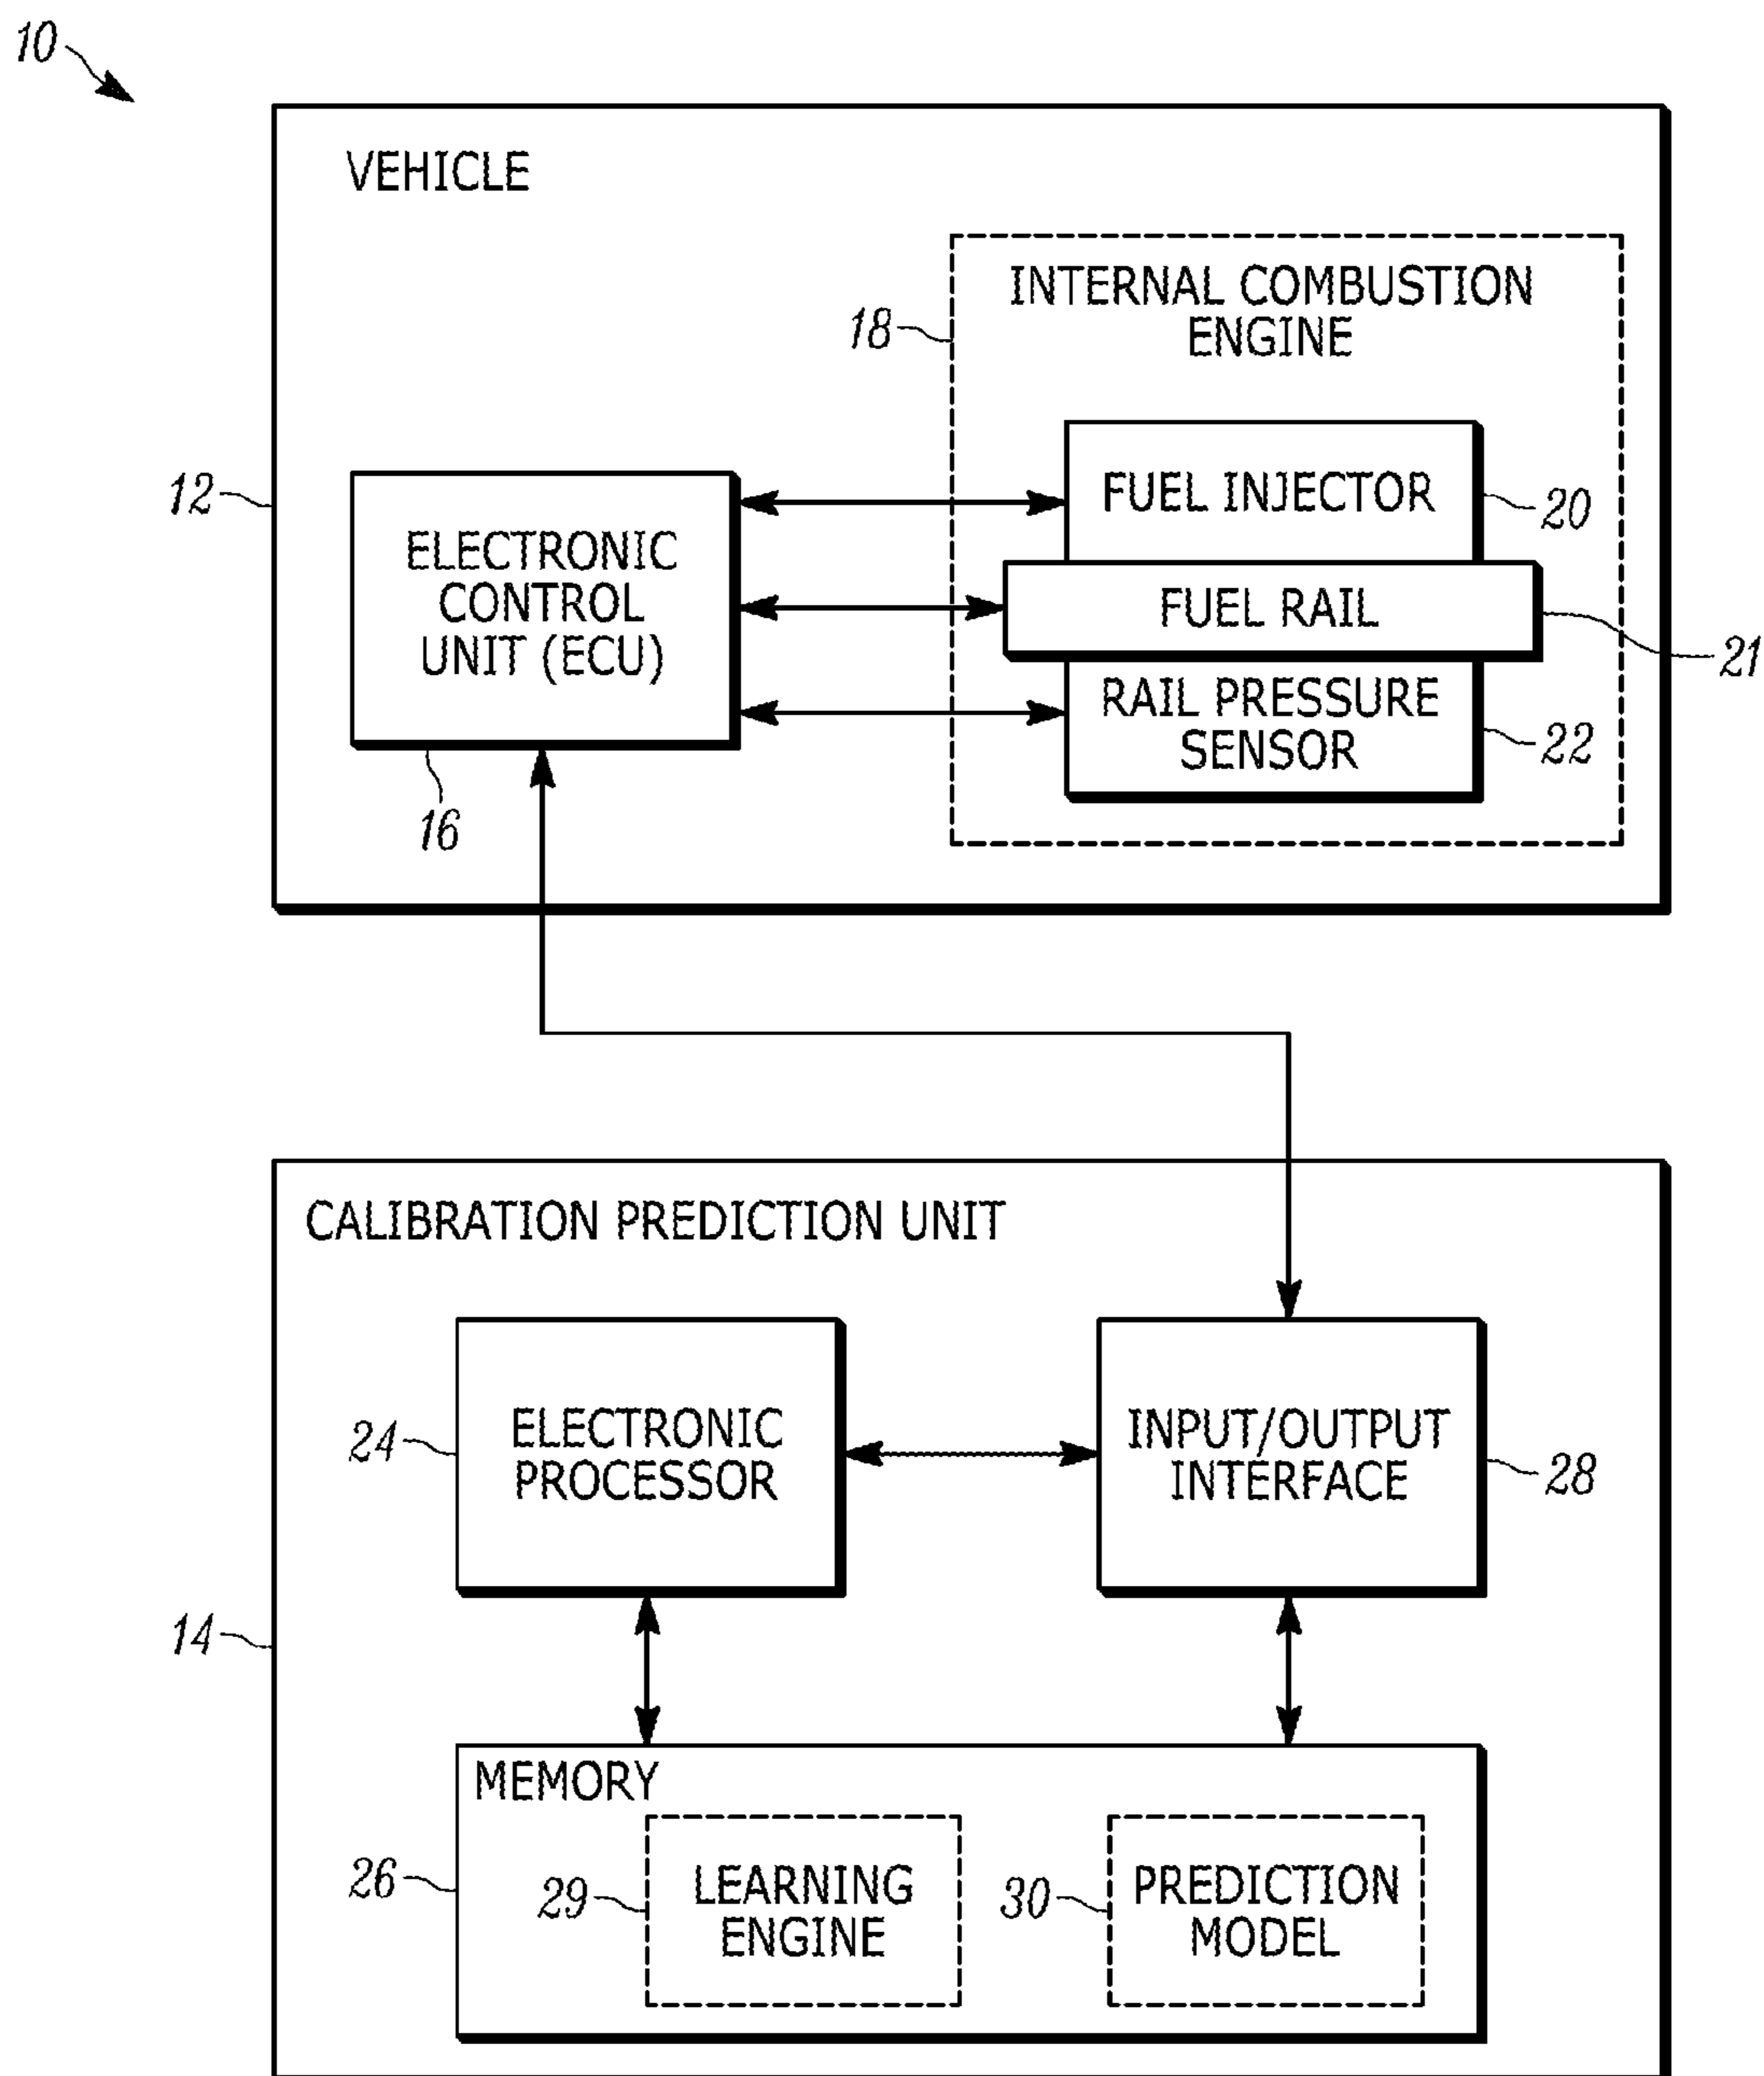 10
VEHICLE
INTERNAL COMBUSTION
ENGINE
18
12
ELECTRONIC
CONTROL
UNIT (ECU)
16
FUEL INJECTOR
20
FUEL RAIL
21
RAIL PRESSURE
SENSOR
22
CALIBRATION PREDICTION UNIT
24
ELECTRONIC
PROCESSOR
INPUT/OUTPUT
INTERFACE
28
14
MEMORY
26
29
LEARNING
ENGINE
30
PREDICTION
MODEL